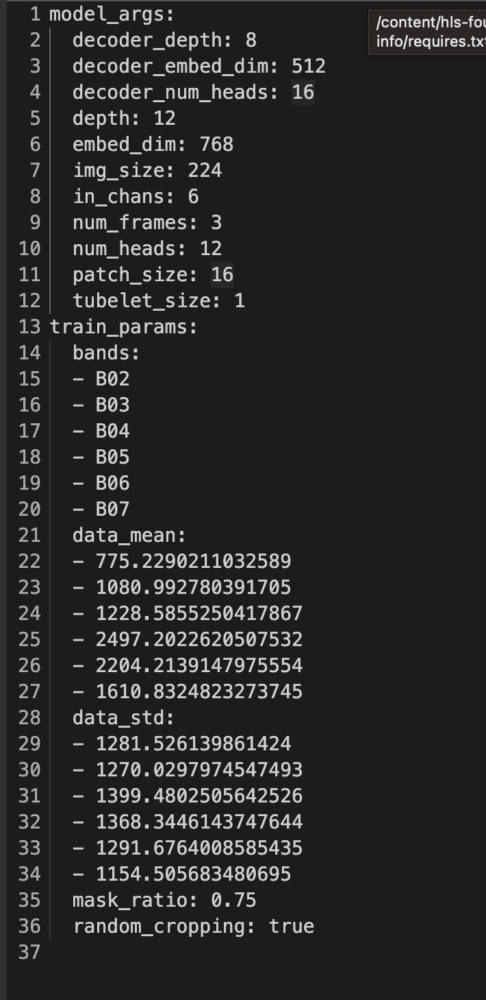 1 model_args:
2 decoder_depth: 8
3 decoder_embed_dim: 512
4 decoder_num_heads: 16
5 depth: 12
6 embed_dim: 768
7 img_size: 224
8 in_chans: 6
9 num_frames: 3
10 num_heads: 12
11 patch_size: 16
12 tubelet_size: 1
13 train_params:
14 bands:
15 - B02
16 - B03
17 - B04
18 - B05
19 - B06
20 - B07
21 data_mean:
22 - 775.2290211032589
23 - 1080.992780391705
24 - 1228.5855250417867
25 - 2497.2022620507532
26 - 2204.2139147975554
27 - 1610.8324823273745
28 data_std:
29 - 1281.526139861424
30 - 1270.0297974547493
31 - 1399.4802505642526
32 - 1368.3446143747644
33 - 1291.6764008585435
34 - 1154.505683480695
35 mask_ratio: 0.75
36 random_cropping: true
37
/content/hls-fou
info/requires.txt